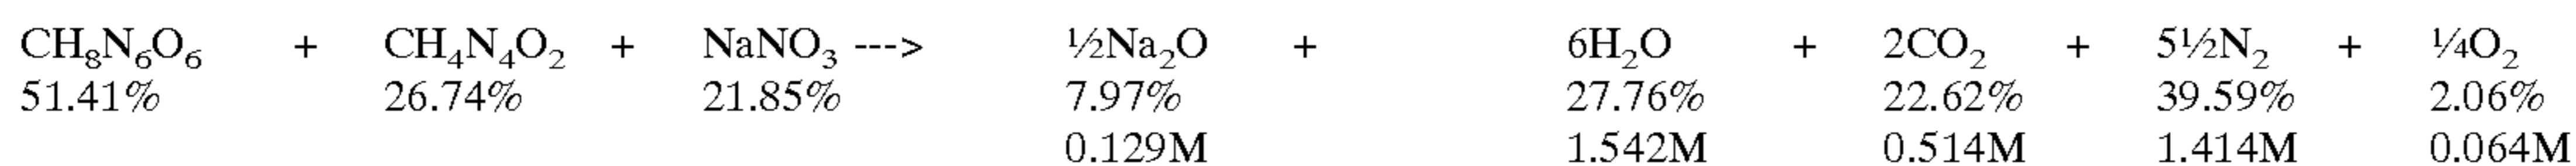 CH₈N₆O₆ + CH₄N₄O₂ + NaNO₃ ---> ½Na₂O + 6H₂O + 2CO₂ + 5½N₂ + ¼O₂
51.41% 26.74% 21.85% 7.97% 27.76% 22.62% 39.59% 2.06%
0.129M 1.542M 0.514M 1.414M 0.064M